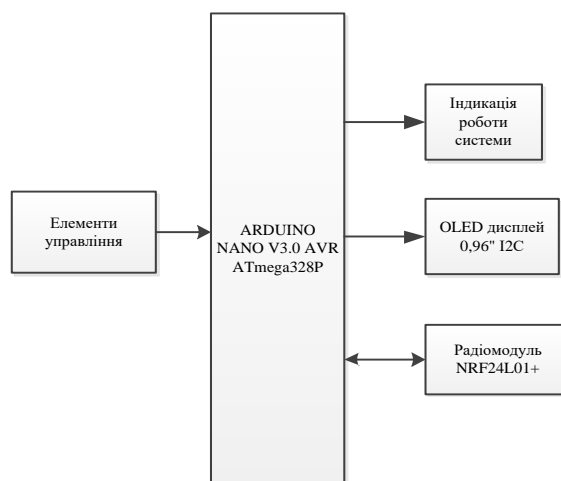 Елементи
управління
ARDUINO
NANO V3.0 AVR
ATmega328P
Індикація
роботи
системи
OLED дисплей
0,96" I2C
Радіомодуль
NRF24L01+